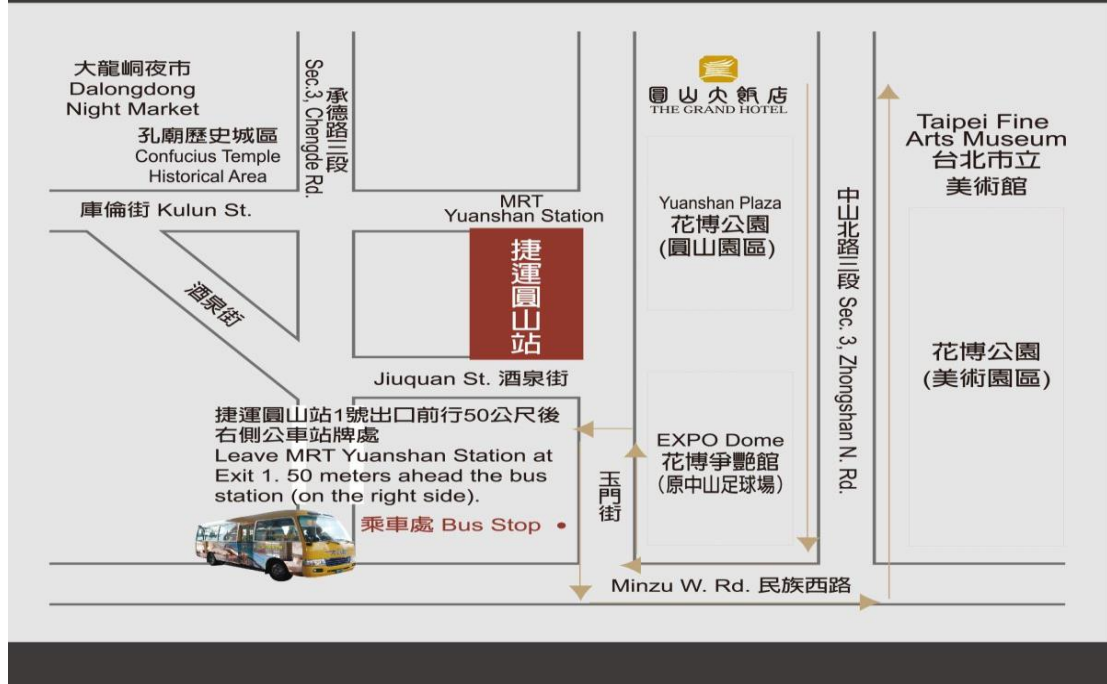 大龍峒夜市
Dalongdong
Night Market
孔廟歷史城區
Confucius Temple
Historical Area
承德路三段
Sec.3, Chengde Rd.
圓山大飯店
THE GRAND HOTEL
Taipei Fine
Arts Museum
台北市立
美術館
庫倫街 Kulun St.
MRT
Yuanshan Station
捷運圓山站
Yuanshan Plaza
花博公園
(圓山園區)
中山北路三段 Sec. 3, Zhongshan N. Rd.
酒泉街
Jiuquan St. 酒泉街
花博公園
(美術園區)
捷運圓山站1號出口前行50公尺後
右側公車站牌處
Leave MRT Yuanshan Station at
Exit 1. 50 meters ahead the bus
station (on the right side).
乘車處 Bus Stop
玉門街
EXPO Dome
花博爭艷館
(原中山足球場)
Minzu W. Rd. 民族西路